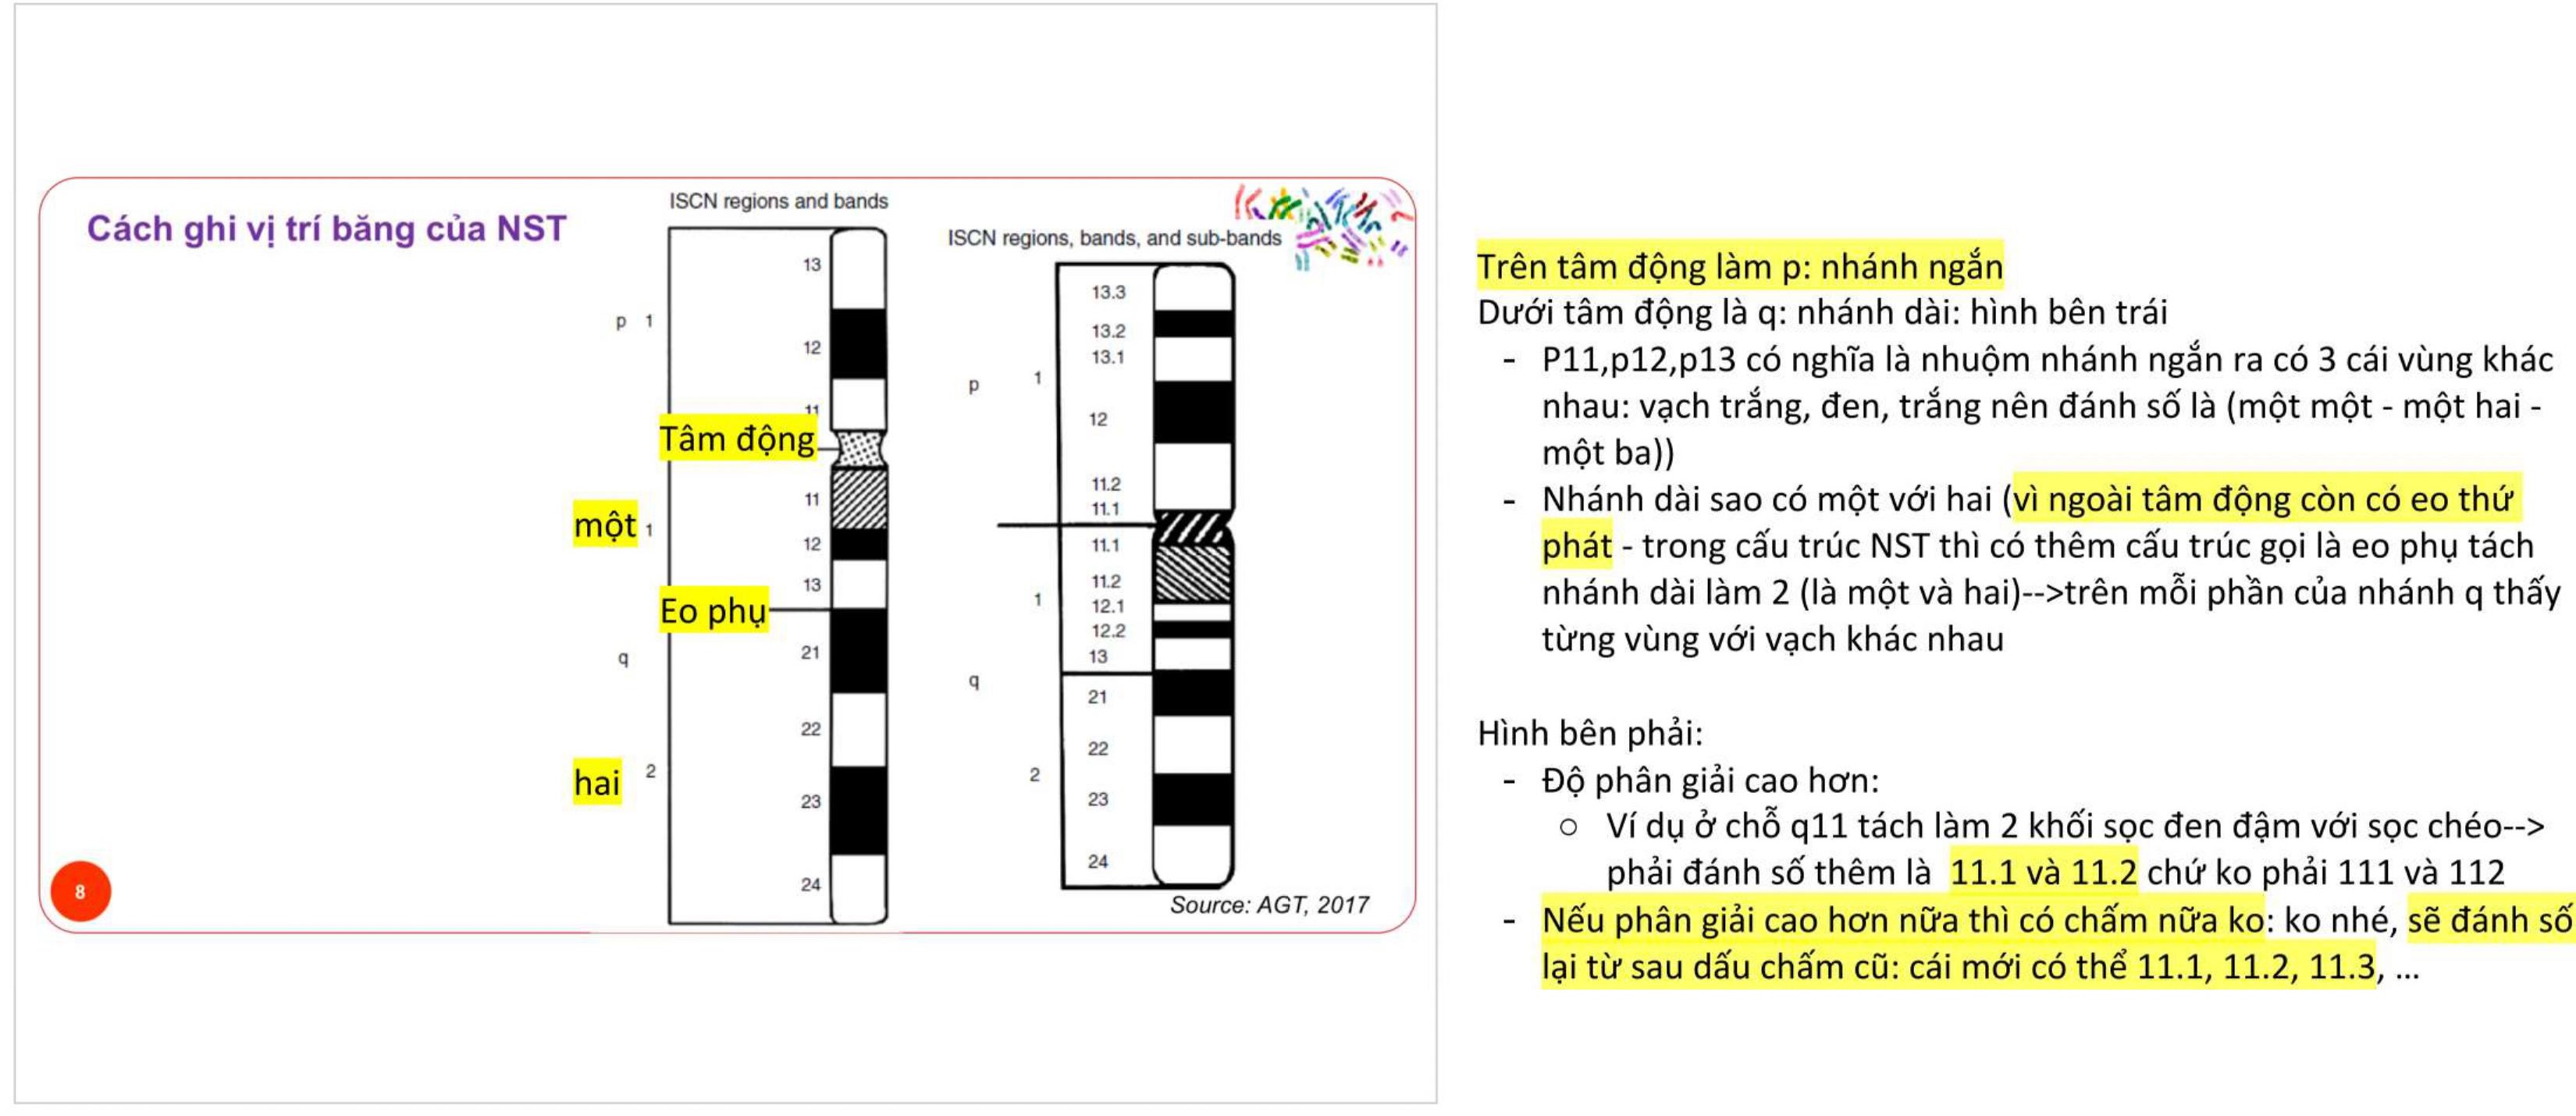 Cách ghi vị trí băng của NST
ISCN regions and bands
13
p 1
12
11
Tâm động
11
một 1
12
13
Eo phụ
21
q
22
hai 2
23
24
ISCN regions, bands, and sub-bands
13.3
13.2
13.1
1
p
12
11.2
11.1
11.1
11.2
1
12.1
12.2
13
q
21
22
2
23
24
Source: AGT, 2017
8
Trên tâm động làm p: nhánh ngắn
Dưới tâm động là q: nhánh dài: hình bên trái
- P11,p12,p13 có nghĩa là nhuộm nhánh ngắn ra có 3 cái vùng khác
nhau: vạch trắng, đen, trắng nên đánh số là (một một - một hai -
một ba))
- Nhánh dài sao có một với hai (vì ngoài tâm động còn có eo thứ
phát - trong cấu trúc NST thì có thêm cấu trúc gọi là eo phụ tách
nhánh dài làm 2 (là một và hai)-->trên mỗi phần của nhánh q thấy
từng vùng với vạch khác nhau
Hình bên phải:
- Độ phân giải cao hơn:
○ Ví dụ ở chỗ q11 tách làm 2 khối sọc đen đậm với sọc chéo-->
phải đánh số thêm là 11.1 và 11.2 chứ ko phải 111 và 112
- Nếu phân giải cao hơn nữa thì có chấm nữa ko: ko nhé, sẽ đánh số
lại từ sau dấu chấm cũ: cái mới có thể 11.1, 11.2, 11.3, ...